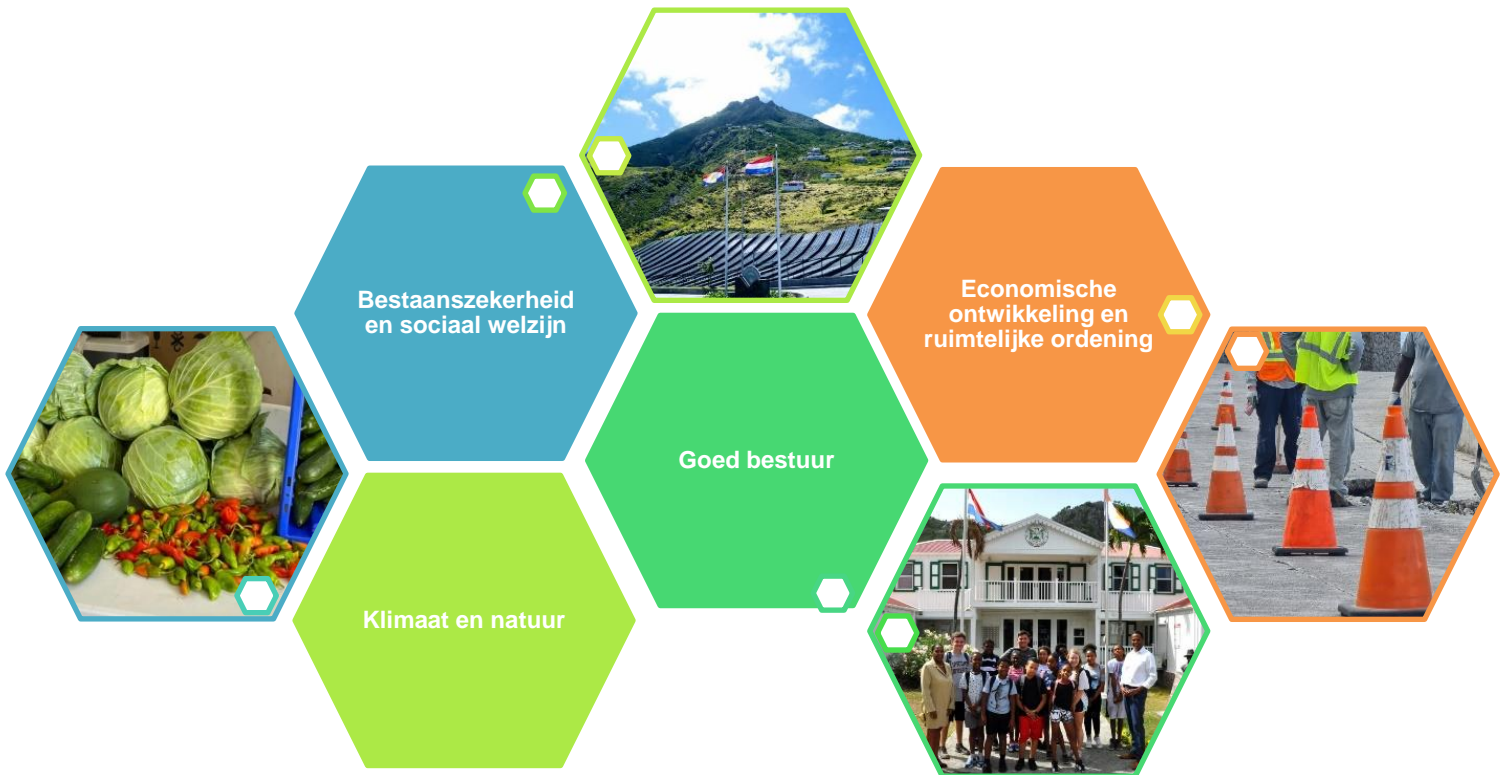 Bestaanszekerheid
en sociaal welzijn
Economische
ontwikkeling en
ruimtelijke ordening
Goed bestuur
Klimaat en natuur